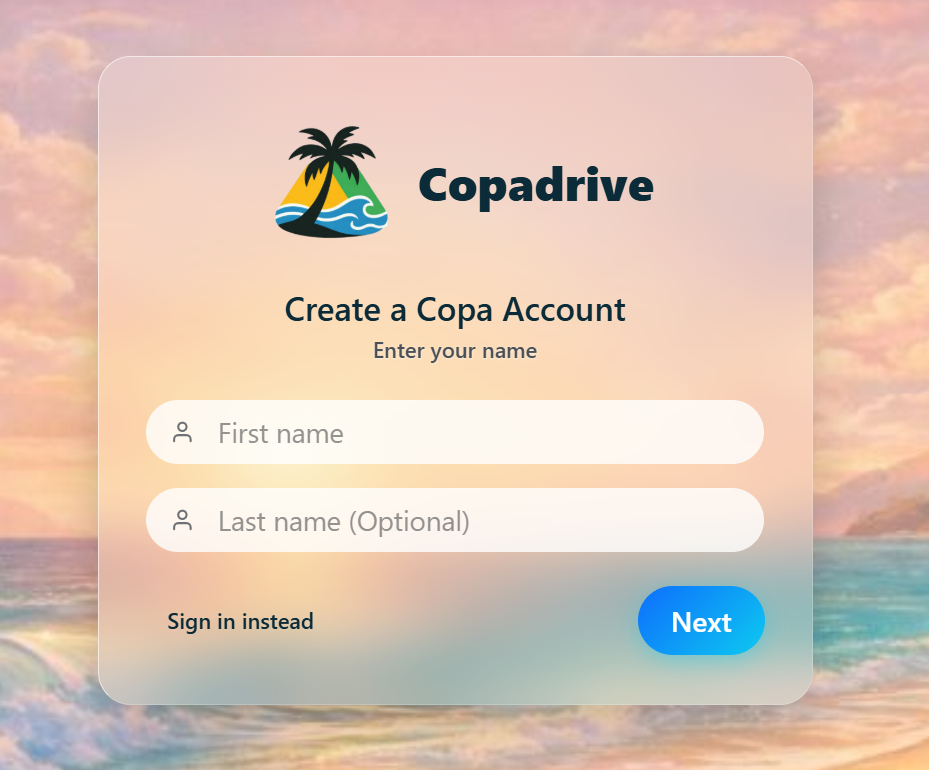 Copadrive
Create a Copa Account
Enter your name
First name
Last name (Optional)
Sign in instead
Next